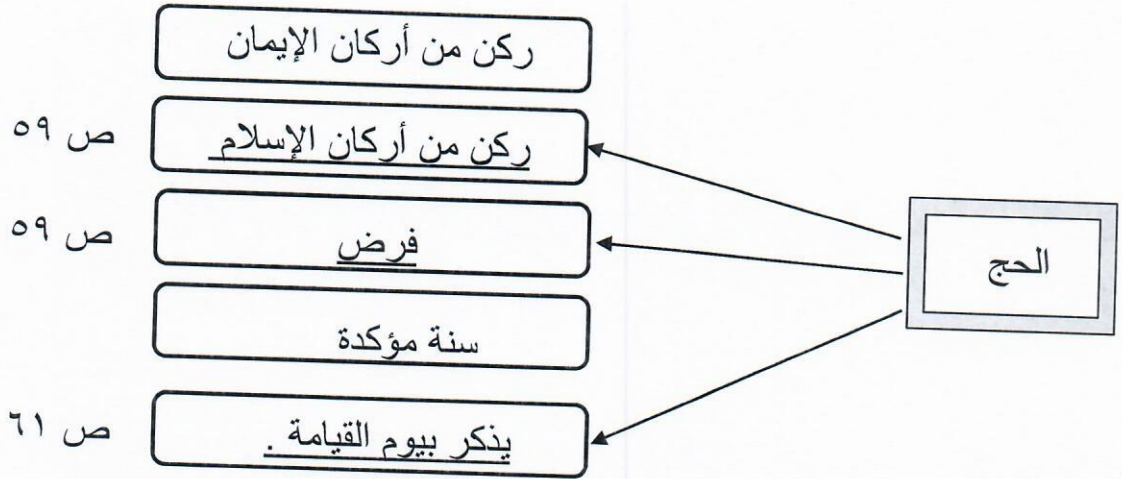 ركن من أركان الإيمان
ركن من أركان الإسلام ص ٥٩
فرض ص ٥٩
الحج
سنة مؤكدة
يذكر بيوم القيامة . ص ٦١